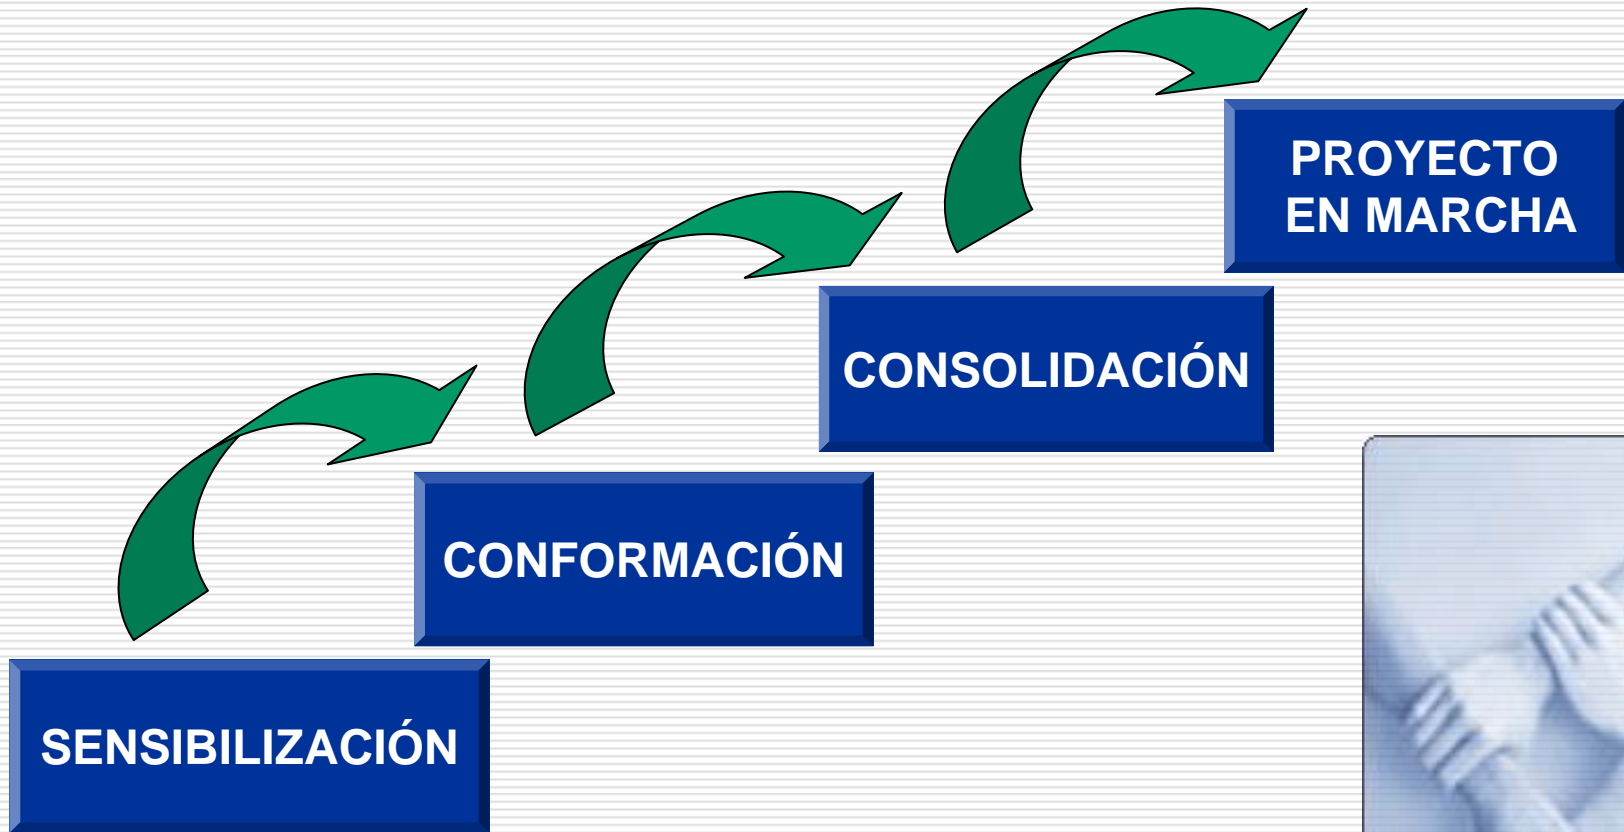 PROYECTO
EN MARCHA
CONSOLIDACIÓN
CONFORMACIÓN
SENSIBILIZACIÓN